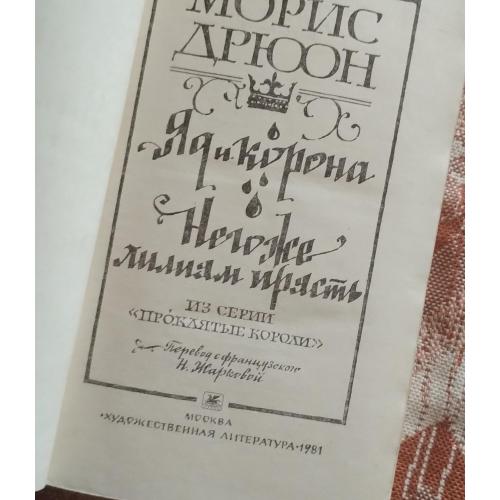 МОРИС
ДРЮОН
Яд и корона
Негоже
лилиям прясть
ИЗ СЕРИИ
«ПРОКЛЯТЫЕ КОРОЛИ»
Перевод с французского
Н. Жарковой
МОСКВА
•ХУДОЖЕСТВЕННАЯ ЛИТЕРАТУРА•1981